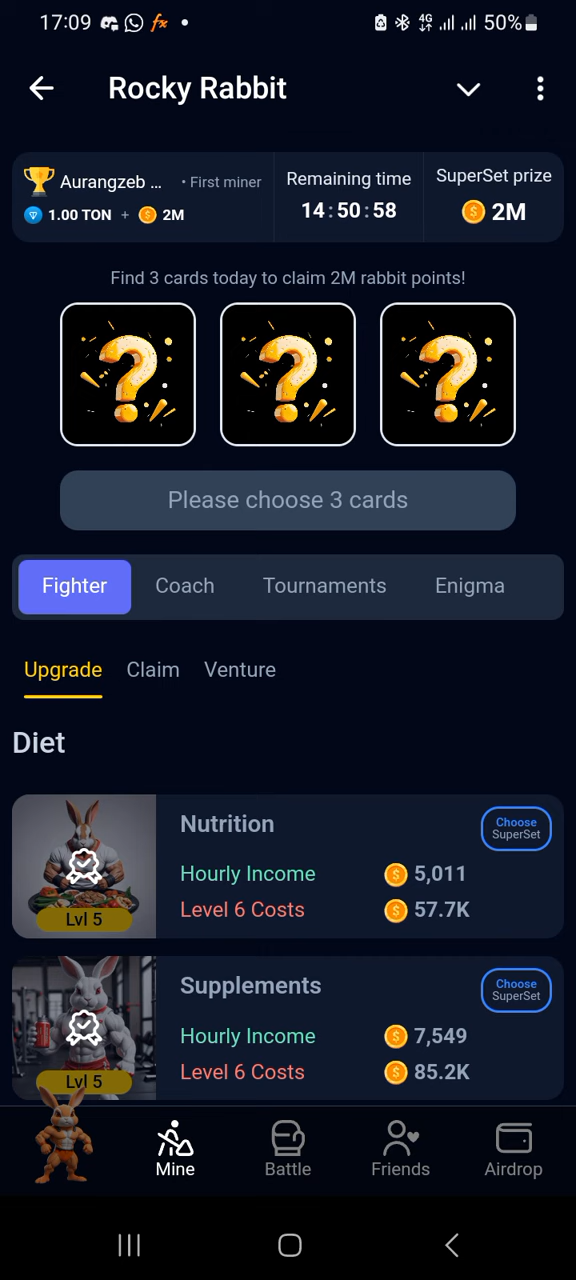 17:09 4G 50%
Rocky Rabbit
Aurangzeb ... • First miner
1.00 TON + 2M
Remaining time
14:50:58
SuperSet prize
2M
Find 3 cards today to claim 2M rabbit points!
Please choose 3 cards
Fighter Coach Tournaments Enigma
Upgrade Claim Venture
Diet
Nutrition
Choose
SuperSet
Hourly Income 5,011
Level 6 Costs 57.7K
Lvl 5
Supplements
Choose
SuperSet
Hourly Income 7,549
Level 6 Costs 85.2K
Lvl 5
Mine Battle Friends Airdrop